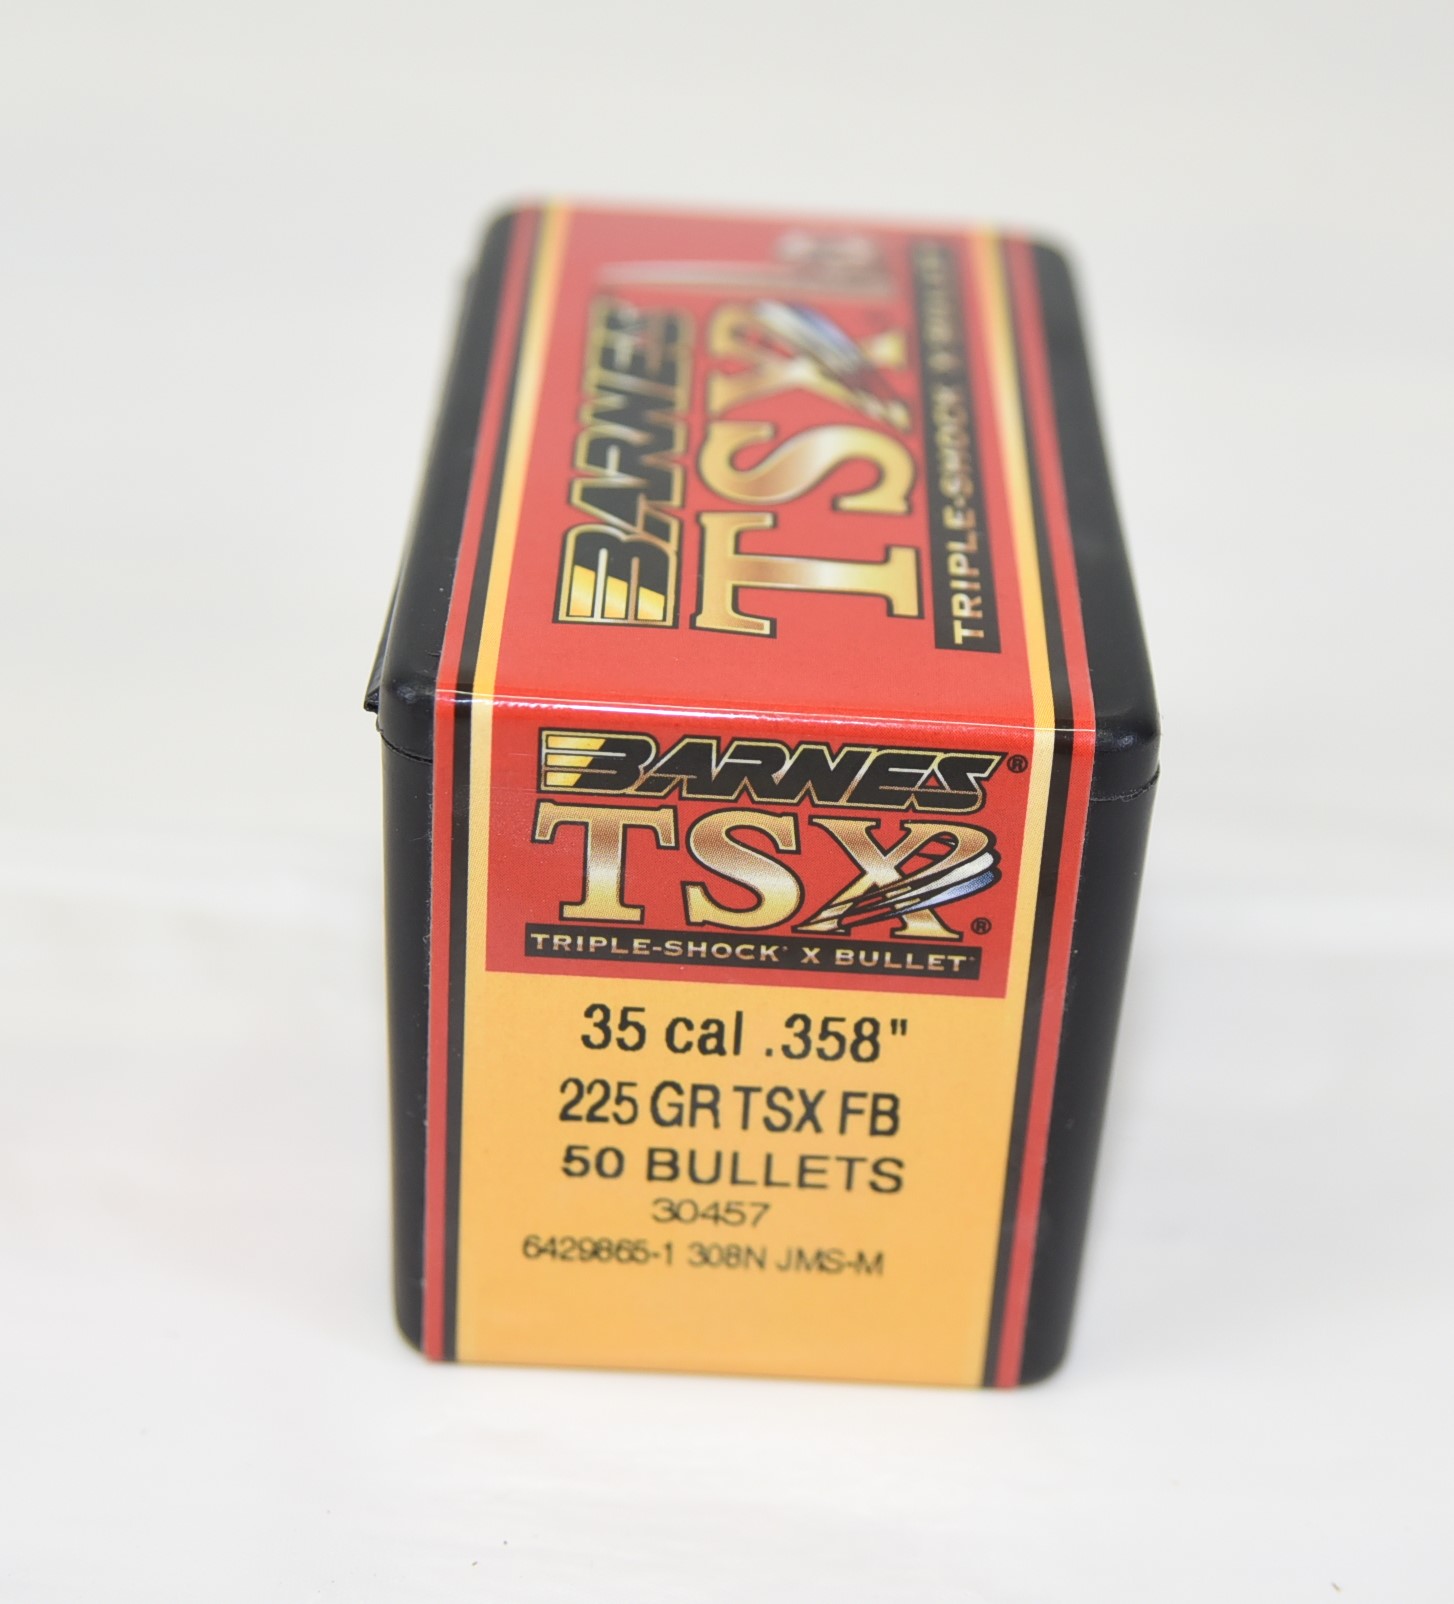 BARNES
TSX
TRIPLE-SHOCK X BULLET
BARNES®
TSX®
TRIPLE-SHOCK X BULLET
35 cal .358"
225 GR TSX FB
50 BULLETS
30457
6429865-1 308N JMS-M